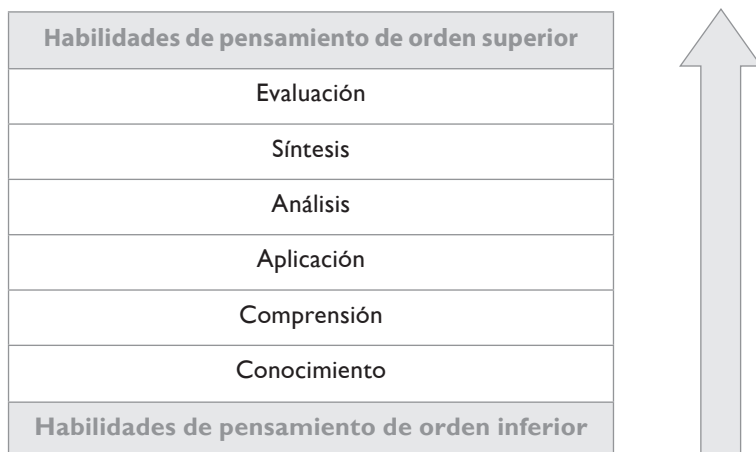 Habilidades de pensamiento de orden superior
Evaluación
Síntesis
Análisis
Aplicación
Comprensión
Conocimiento
Habilidades de pensamiento de orden inferior